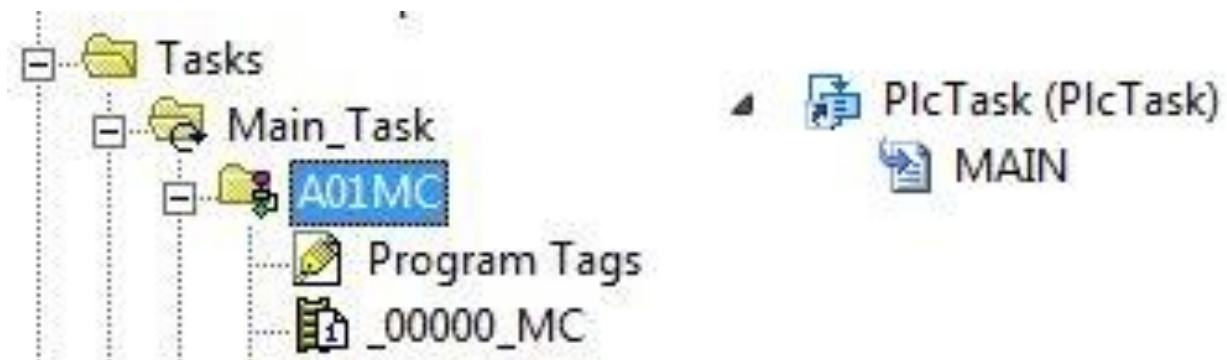 Tasks
Main_Task
A01MC
Program Tags
_00000_MC
PlcTask (PlcTask)
MAIN